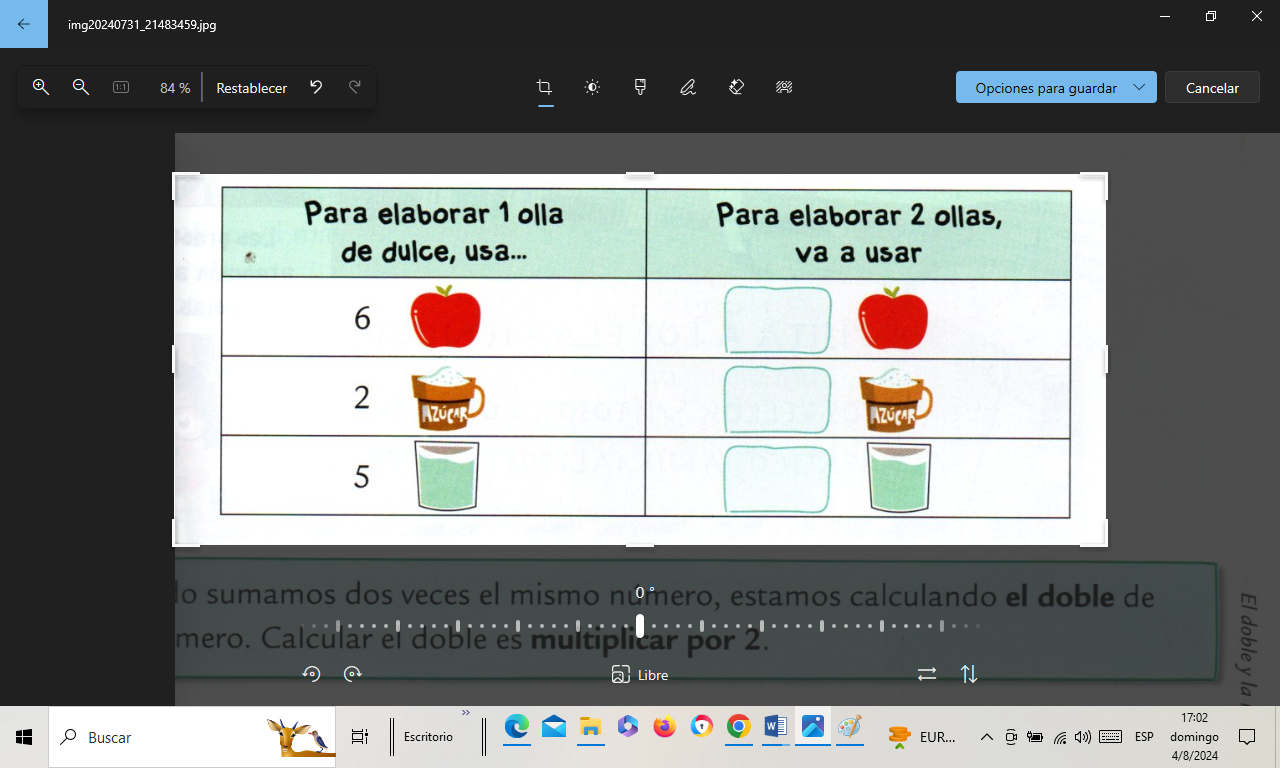 img20240731_21483459.jpg
84 %
Restablecer
Opciones para guardar
Cancelar
Para elaborar 1 olla
de dulce, usa...
Para elaborar 2 ollas,
va a usar
6
2
AZÚCAR
AZÚCAR
5
sumamos dos veces el mismo número, estamos calculando el doble de
mero. Calcular el doble es multiplicar por 2.
El doble y la
0 °
Libre
Buscar
Escritorio
EUR...
ESP
17:02
domingo
4/8/2024